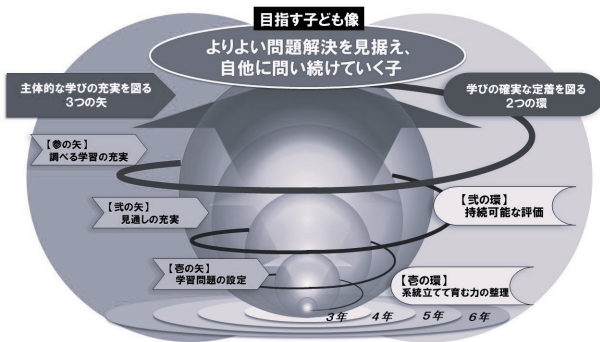 目指す子ども像
よりよい問題解決を見据え、
自他に問い続けていく子
主体的な学びの充実を図る
3つの矢
学びの確実な定着を図る
2つの環
【参の矢】
調べる学習の充実
【弐の矢】
見通しの充実
【弐の環】
持続可能な評価
【壱の矢】
学習問題の設定
【壱の環】
系統立てて育む力の整理
3年 4年 5年 6年